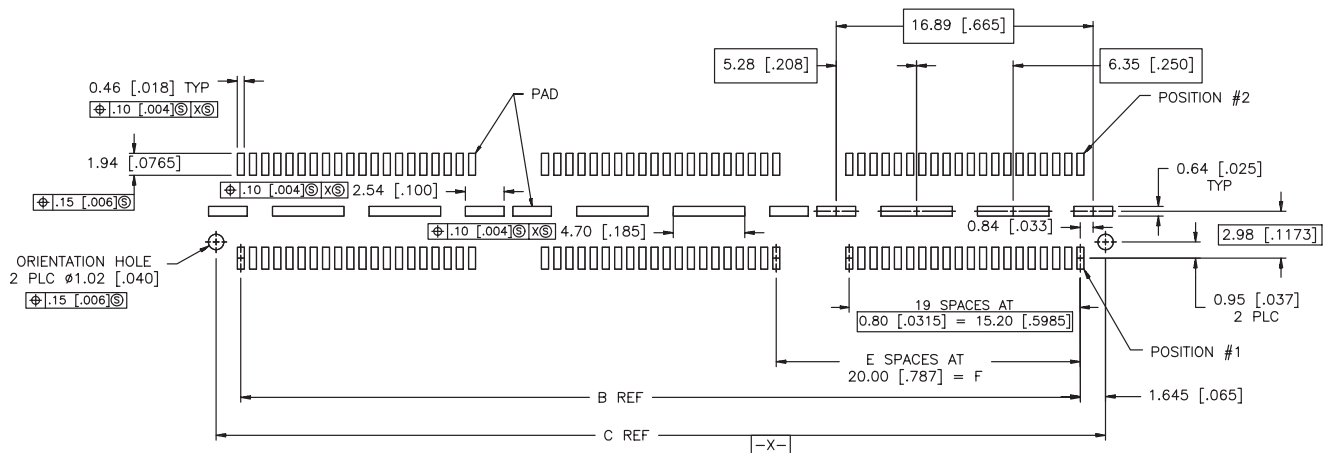 16.89 [.665]
5.28 [.208]
6.35 [.250]
0.46 [.018] TYP
⌖ .10 [.004]Ⓢ XⓈ
PAD
POSITION #2
1.94 [.0765]
⌖ .15 [.006]Ⓢ
⌖ .10 [.004]Ⓢ XⓈ 2.54 [.100]
0.64 [.025]
TYP
⌖ .10 [.004]Ⓢ XⓈ 4.70 [.185]
0.84 [.033]
2.98 [.1173]
ORIENTATION HOLE
2 PLC ø1.02 [.040]
⌖ .15 [.006]Ⓢ
19 SPACES AT
0.80 [.0315] = 15.20 [.5985]
0.95 [.037]
2 PLC
POSITION #1
E SPACES AT
20.00 [.787] = F
B REF
1.645 [.065]
C REF
-X-